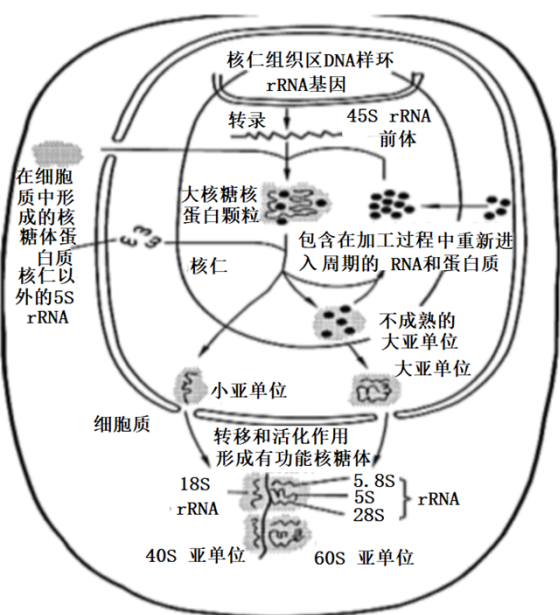 核仁组织区DNA样环
rRNA基因
转录
45S rRNA
前体
在细胞
质中形
成的核
糖体蛋
白质
核仁以
外的5S
rRNA
大核糖核
蛋白颗粒
包含在加工过程中重新进
入周期的 RNA和蛋白质
核仁
不成熟的
大亚单位
大亚单位
小亚单位
细胞质
转移和活化作用
形成有功能核糖体
18S
rRNA
5.8S
5S
28S
rRNA
40S 亚单位
60S 亚单位